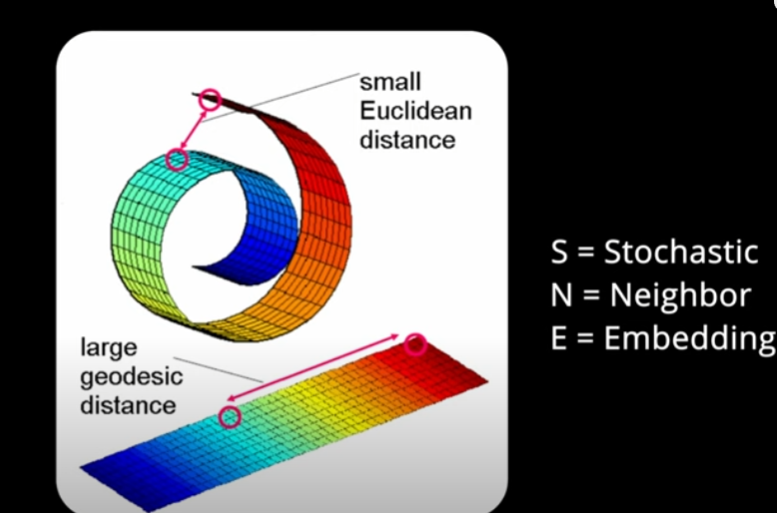 small
Euclidean
distance
S = Stochastic
N = Neighbor
E = Embedding
large
geodesic
distance